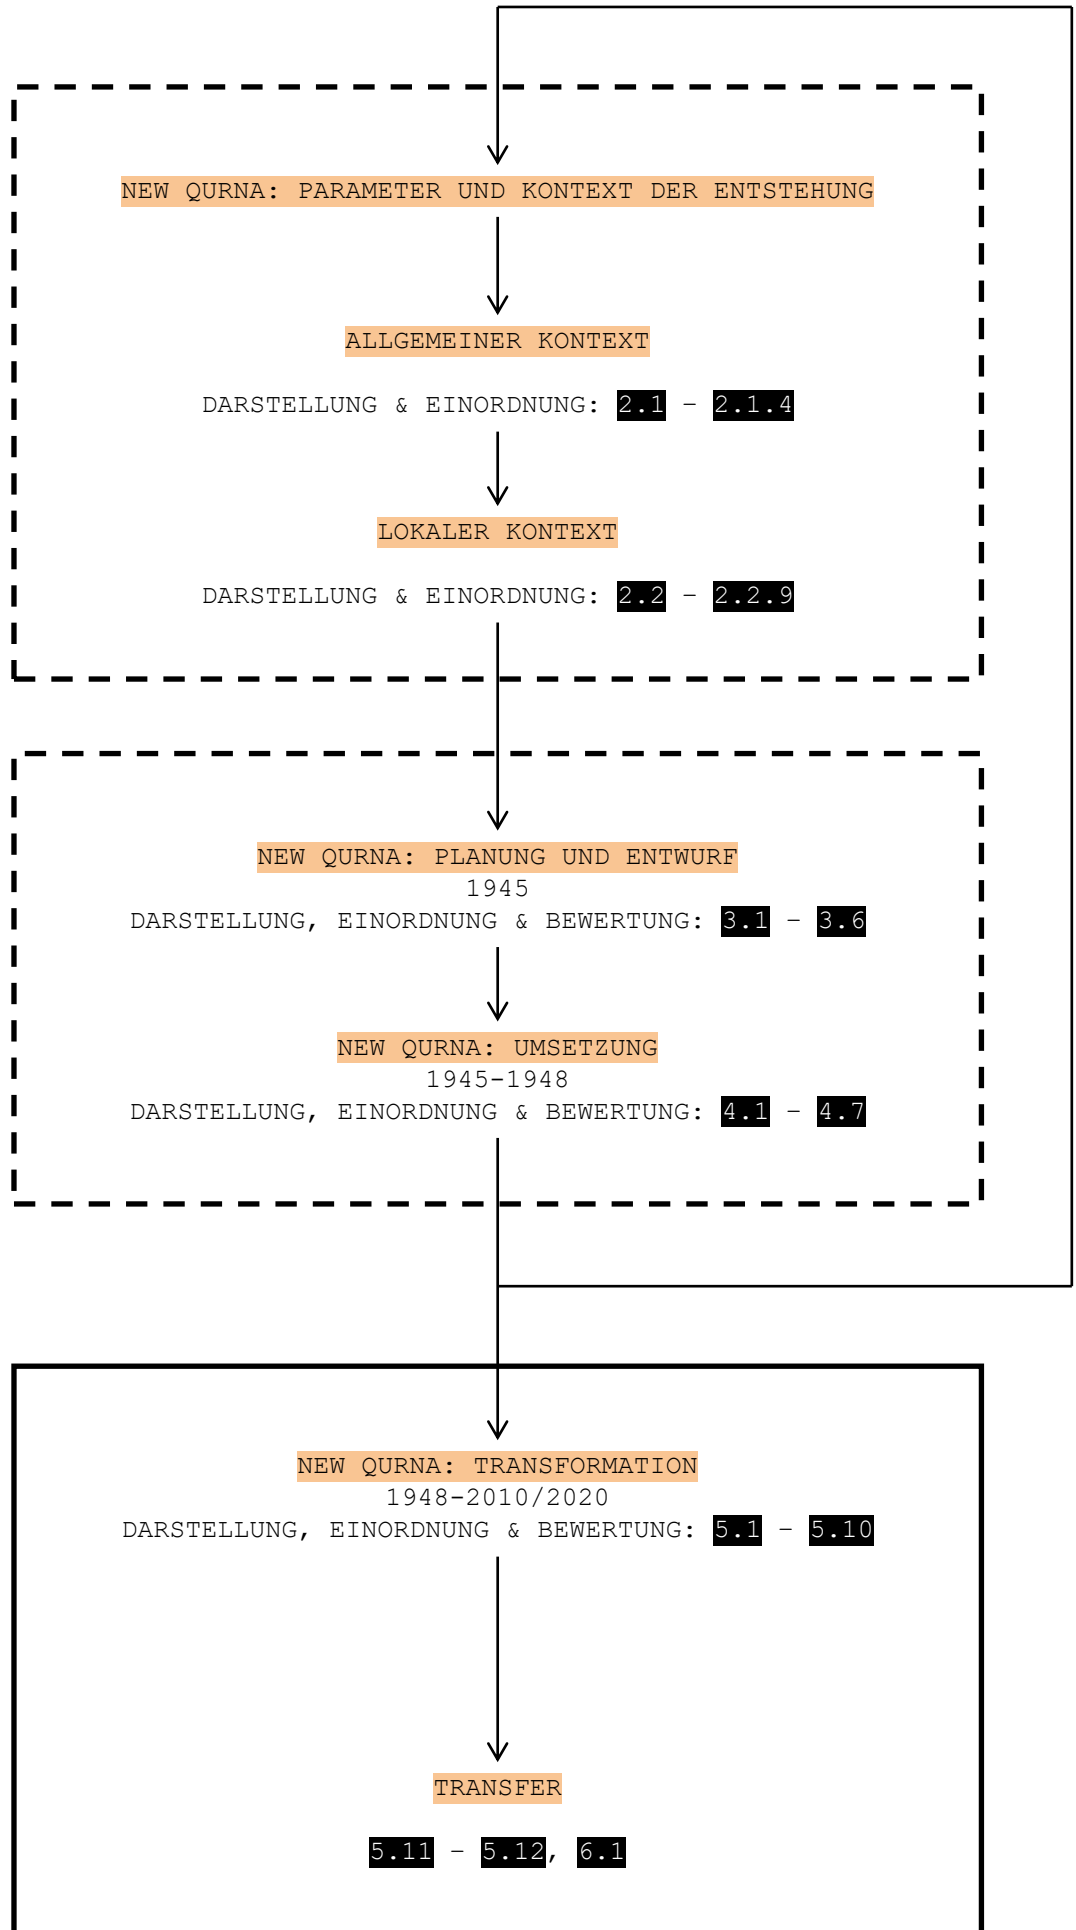 NEW QURNA: PARAMETER UND KONTEXT DER ENTSTEHUNG
ALLGEMEINER KONTEXT
DARSTELLUNG & EINORDNUNG: 2.1 – 2.1.4
LOKALER KONTEXT
DARSTELLUNG & EINORDNUNG: 2.2 – 2.2.9
NEW QURNA: PLANUNG UND ENTWURF
1945
DARSTELLUNG, EINORDNUNG & BEWERTUNG: 3.1 – 3.6
NEW QURNA: UMSETZUNG
1945-1948
DARSTELLUNG, EINORDNUNG & BEWERTUNG: 4.1 – 4.7
NEW QURNA: TRANSFORMATION
1948-2010/2020
DARSTELLUNG, EINORDNUNG & BEWERTUNG: 5.1 – 5.10
TRANSFER
5.11 – 5.12, 6.1